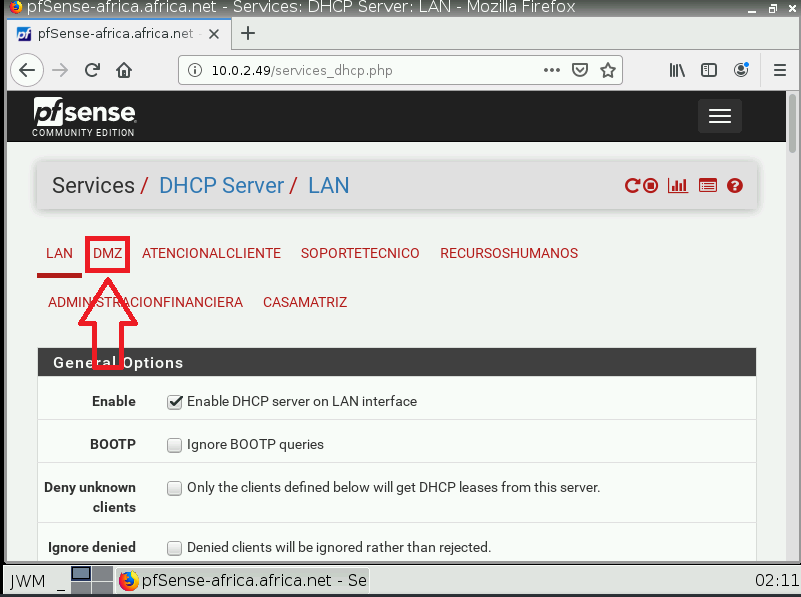 pfSense-africa.africa.net - Services: DHCP Server: LAN - Mozilla Firefox
pfSense-africa.africa.net -
10.0.2.49/services_dhcp.php
pfsense
COMMUNITY EDITION
Services / DHCP Server / LAN
LAN DMZ ATENCIONALCLIENTE SOPORTETECNICO RECURSOSHUMANOS
ADMINISTRACIONFINANCIERA CASAMATRIZ
General Options
Enable Enable DHCP server on LAN interface
BOOTP Ignore BOOTP queries
Deny unknown clients Only the clients defined below will get DHCP leases from this server.
Ignore denied Denied clients will be ignored rather than rejected.
JWM _ pfSense-africa.africa.net - Se 02:11